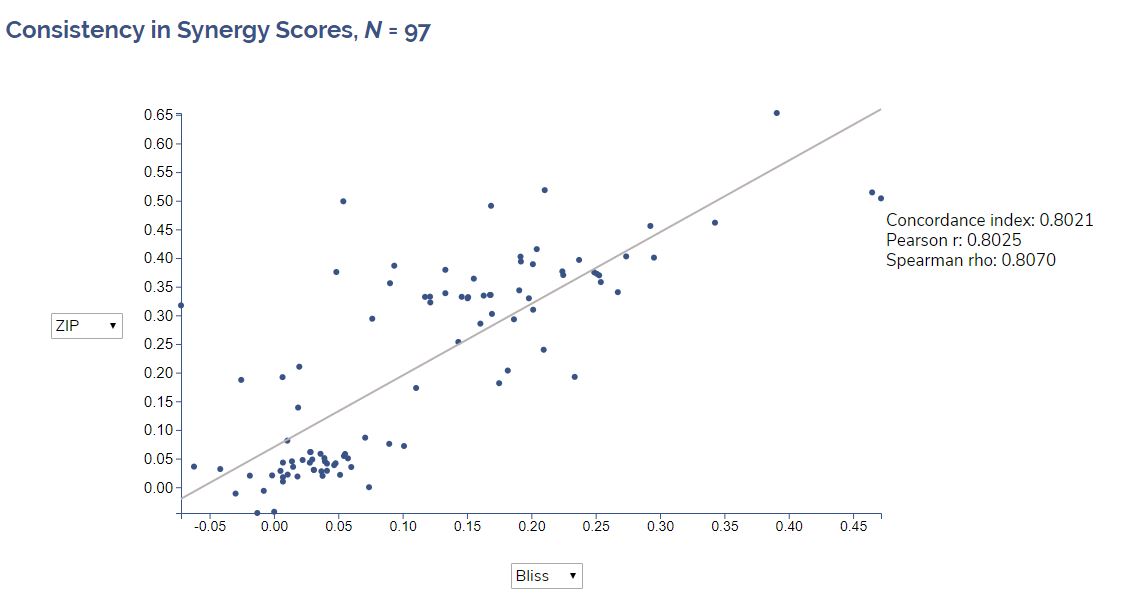 Consistency in Synergy Scores, N = 97
0.65
0.60
0.55
0.50
0.45
0.40
0.35
0.30
0.25
0.20
0.15
0.10
0.05
0.00
ZIP
Concordance index: 0.8021
Pearson r: 0.8025
Spearman rho: 0.8070
-0.05 0.00 0.05 0.10 0.15 0.20 0.25 0.30 0.35 0.40 0.45
Bliss